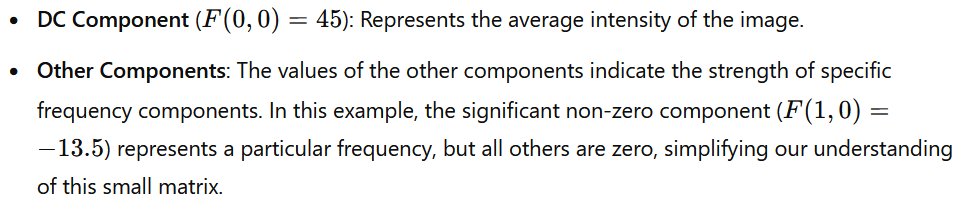 • DC Component (F(0, 0) = 45): Represents the average intensity of the image.
• Other Components: The values of the other components indicate the strength of specific
frequency components. In this example, the significant non-zero component (F(1, 0) =
−13.5) represents a particular frequency, but all others are zero, simplifying our understanding
of this small matrix.